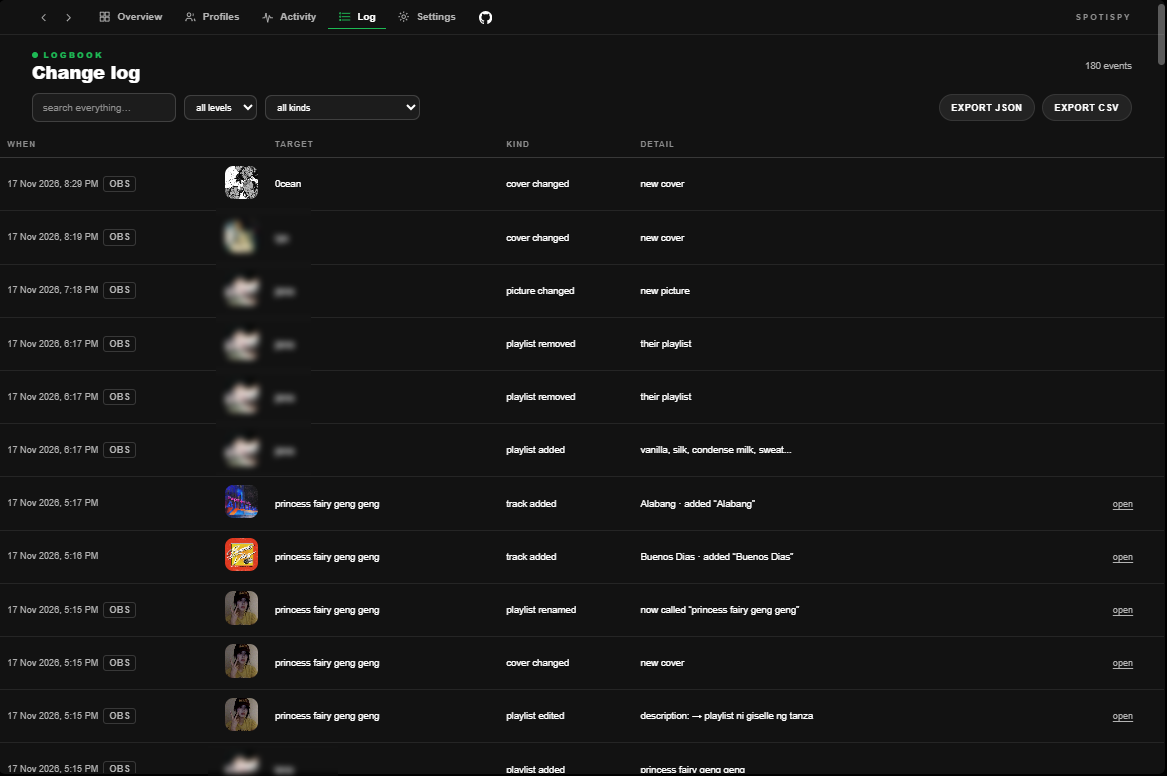 Overview Profiles Activity Log Settings SPOTISPY
LOGBOOK
Change log
180 events
search everything... all levels all kinds EXPORT JSON EXPORT CSV
WHEN TARGET KIND DETAIL
17 Nov 2026, 8:29 PM OBS 0cean cover changed new cover
17 Nov 2026, 8:19 PM OBS cover changed new cover
17 Nov 2026, 7:18 PM OBS picture changed new picture
17 Nov 2026, 6:17 PM OBS playlist removed their playlist
17 Nov 2026, 6:17 PM OBS playlist removed their playlist
17 Nov 2026, 6:17 PM OBS playlist added vanilla, silk, condense milk, sweat...
17 Nov 2026, 5:17 PM princess fairy geng geng track added Alabang · added “Alabang” open
17 Nov 2026, 5:16 PM princess fairy geng geng track added Buenos Dias · added “Buenos Dias” open
17 Nov 2026, 5:15 PM OBS princess fairy geng geng playlist renamed now called “princess fairy geng geng” open
17 Nov 2026, 5:15 PM OBS princess fairy geng geng cover changed new cover open
17 Nov 2026, 5:15 PM OBS princess fairy geng geng playlist edited description: → playlist ni giselle ng tanza open
17 Nov 2026, 5:15 PM OBS playlist added princess fairy geng geng